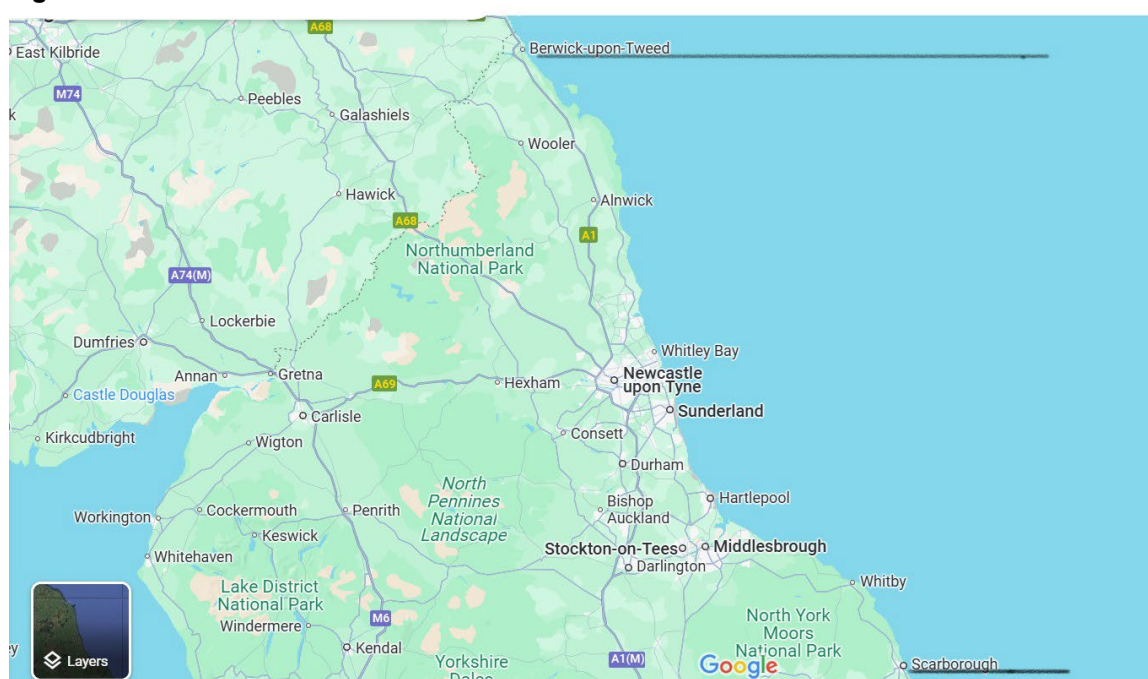 A68
East Kilbride
Berwick-upon-Tweed
M74
Peebles
Galashiels
k
Wooler
Hawick
Alnwick
A68
A1
Northumberland
National Park
A74(M)
Lockerbie
Dumfries
Whitley Bay
Annan
Gretna
A69
Hexham
Newcastle
upon Tyne
Castle Douglas
Carlisle
Sunderland
Kirkcudbright
Wigton
Consett
Durham
North
Pennines
National
Landscape
Bishop
Auckland
Hartlepool
Workington
Cockermouth
Penrith
Keswick
Stockton-on-Tees
Middlesbrough
Whitehaven
Darlington
Whitby
Lake District
National Park
North York
Moors
National Park
Windermere
M6
ey
Layers
Kendal
Yorkshire
Dales
A1(M)
Google
Scarborough